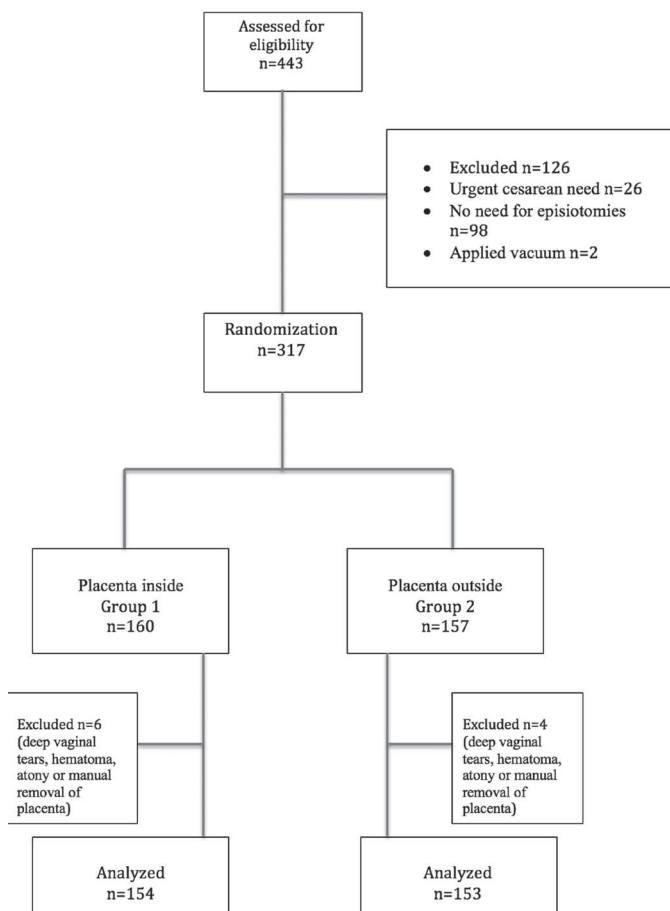 Assessed for
eligibility
n=443
• Excluded n=126
• Urgent cesarean need n=26
• No need for episiotomies
n=98
• Applied vacuum n=2
Randomization
n=317
Placenta inside
Group 1
n=160
Placenta outside
Group 2
n=157
Excluded n=6
(deep vaginal
tears, hematoma,
atony or manual
removal of
placenta)
Excluded n=4
(deep vaginal
tears, hematoma,
atony or manual
removal of
placenta)
Analyzed
n=154
Analyzed
n=153